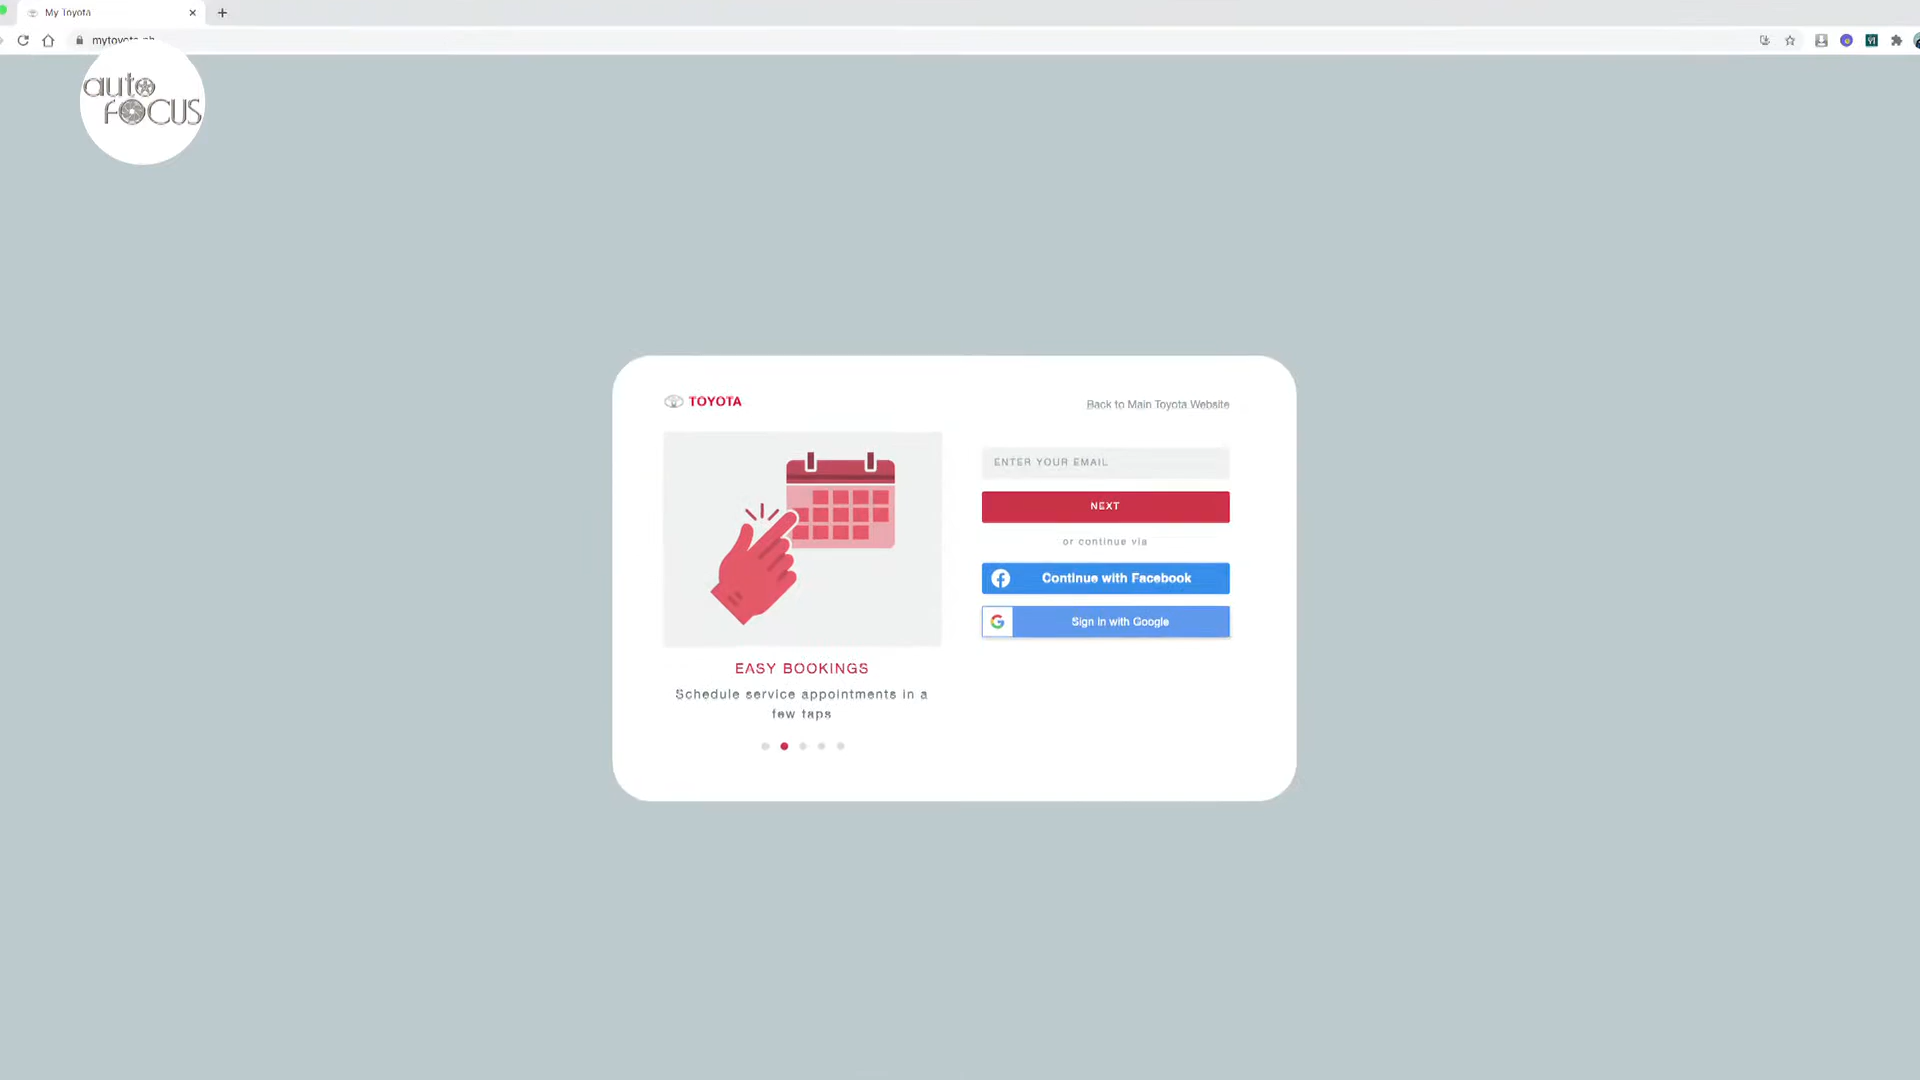 My Toyota
auto
FOCUS
TOYOTA
Back to Main Toyota Website
ENTER YOUR EMAIL
NEXT
or continue via
Continue with Facebook
Sign in with Google
EASY BOOKINGS
Schedule service appointments in a
few taps